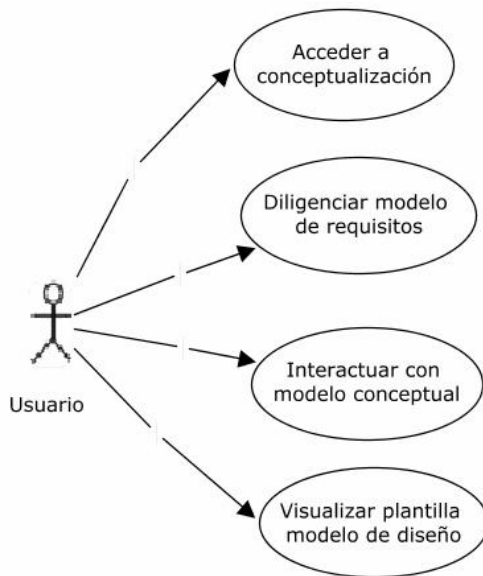 Acceder a
conceptualización
Diligenciar modelo
de requisitos
Usuario
Interactuar con
modelo conceptual
Visualizar plantilla
modelo de diseño